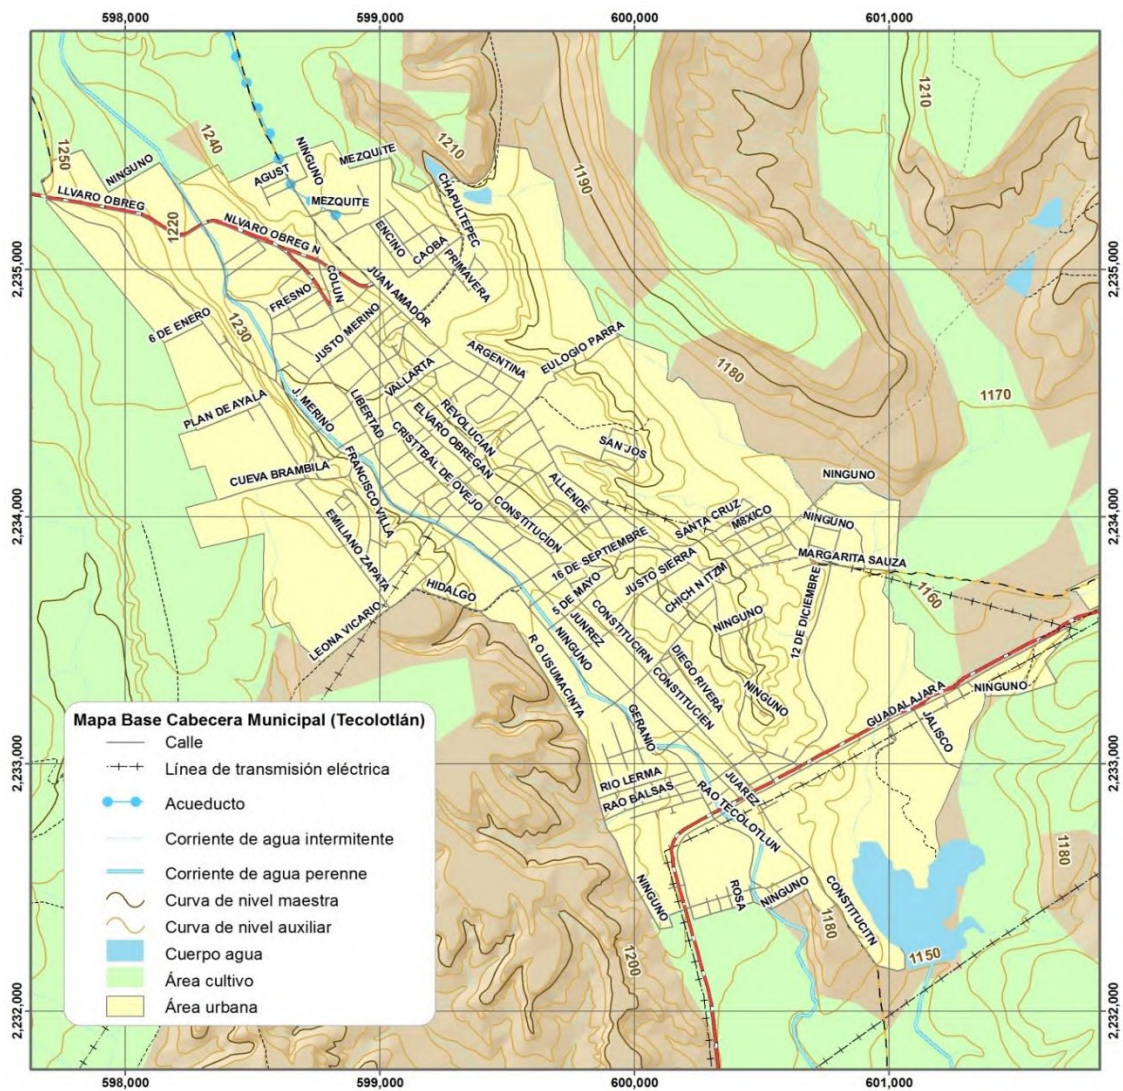 598,000
599,000
600,000
601,000
1210
1240
NINGUNO
MEZQUITE
1210
1250
NINGUNO
AGUST
CHAPULTEPEC
1190
LLVARO OBREG
MEZQUITE
1220
NLVARO OBREG N
ENCINO
CAOBA
2,235,000
2,235,000
PRIMAVERA
COLUN
JUAN AMADOR
FRESNO
6 DE ENERO
1230
JUSTO MERINO
ARGENTINA
EULOGIO PARRA
1180
1170
VALLARTA
PLAN DE AYALA
J. MERINO
LIBERTAD
ELVARO OBREGAN
REVOLUCIAN
CRISTTBAL DE OVEJO
SAN JOS
CUEVA BRAMBILA
FRANCISCO VILLA
ALLENDE
NINGUNO
2,234,000
2,234,000
EMILIANO ZAPATA
CONSTITUCIDN
SANTA CRUZ
M8XICO
NINGUNO
16 DE SEPTIEMBRE
JUSTO SIERRA
MARGARITA SAUZA
HIDALGO
5 DE MAYO
CHICH N ITZM
1160
LEONA VICARIO
JUNREZ
CONSTITUCIRN
NINGUNO
12 DE DICIEMBRE
R O USUMACINTA
NINGUNO
DIEGO RIVERA
CONSTITUCIEN
NINGUNO
GUADALAJARA
NINGUNO
GERANIO
JALISCO
2,233,000
2,233,000
RIO LERMA
RAO BALSAS
JUAREZ
RAO TECOLOTLUN
1180
NINGUNO
ROSA
NINGUNO
CONSTITUCITN
1180
1150
1200
2,232,000
2,232,000
Mapa Base Cabecera Municipal (Tecolotlán)
Calle
Línea de transmisión eléctrica
Acueducto
Corriente de agua intermitente
Corriente de agua perenne
Curva de nivel maestra
Curva de nivel auxiliar
Cuerpo agua
Área cultivo
Área urbana
598,000
599,000
600,000
601,000